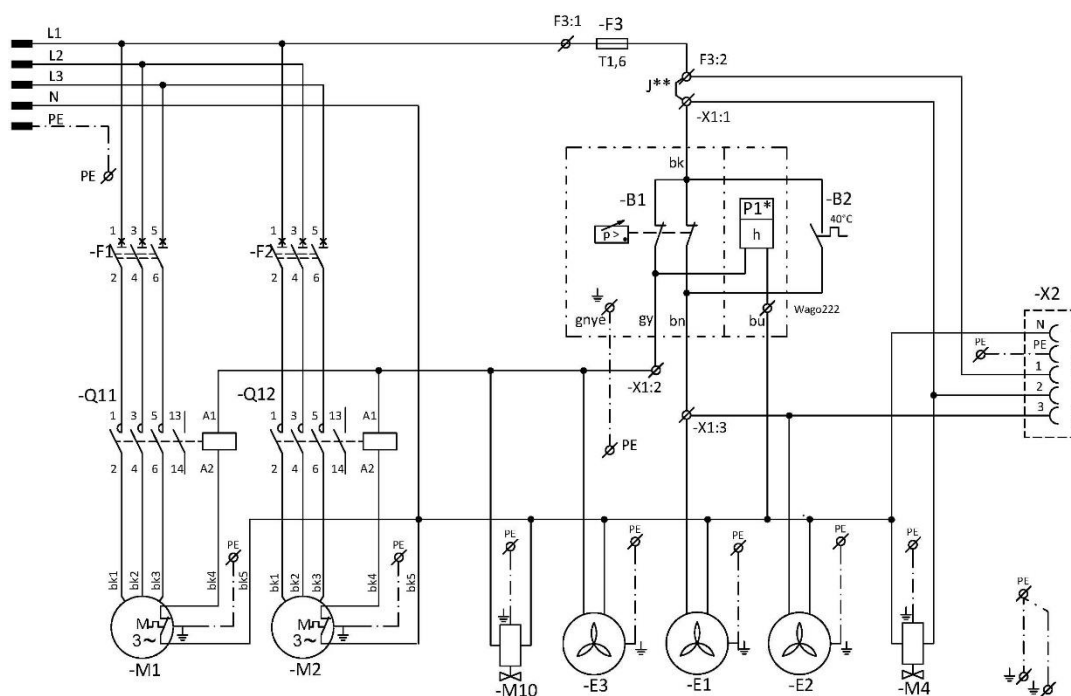 F3:1
-F3
L1
T1,6
L2
F3:2
L3
J**
N
-X1:1
PE
PE
bk
-B1
P1*
-B2
40°C
1 3 5
1 3 5
p>
h
-F1
-F2
2 4 6
2 4 6
-X2
Wago222
gnye
gy
bn
bu
N
PE
PE
1
-X1:2
2
-Q11
-Q12
3
1 3 5 13 A1
1 3 5 13 A1
-X1:3
PE
2 4 6 14 A2
2 4 6 14 A2
PE
PE
PE
PE
PE
PE
PE
PE
bk1
bk2
bk3
bk4
bk5
bk1
bk2
bk3
bk4
bk5
M
3~
M
3~
-M1
-M2
-M10
-E3
-E1
-E2
-M4